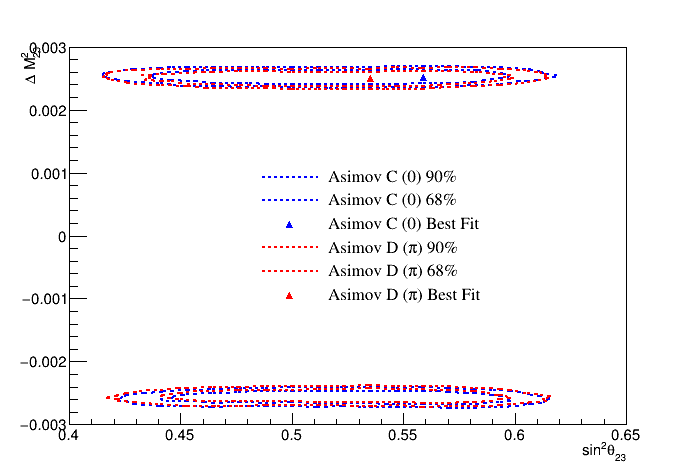 Δ M²₂₃
0.003
0.002
0.001
0
−0.001
−0.002
−0.003
Asimov C (0) 90%
Asimov C (0) 68%
Asimov C (0) Best Fit
Asimov D (π) 90%
Asimov D (π) 68%
Asimov D (π) Best Fit
0.4 0.45 0.5 0.55 0.6 0.65
sin²θ₂₃